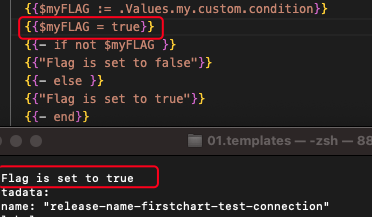 {{$myFLAG := .Values.my.custom.condition}}
{{$myFLAG = true}}
{{- if not $myFLAG }}
{{"Flag is set to false"}}
{{- else }}
{{"Flag is set to true"}}
{{- end}}
01.templates — -zsh — 88
Flag is set to true
tadata:
name: "release-name-firstchart-test-connection"